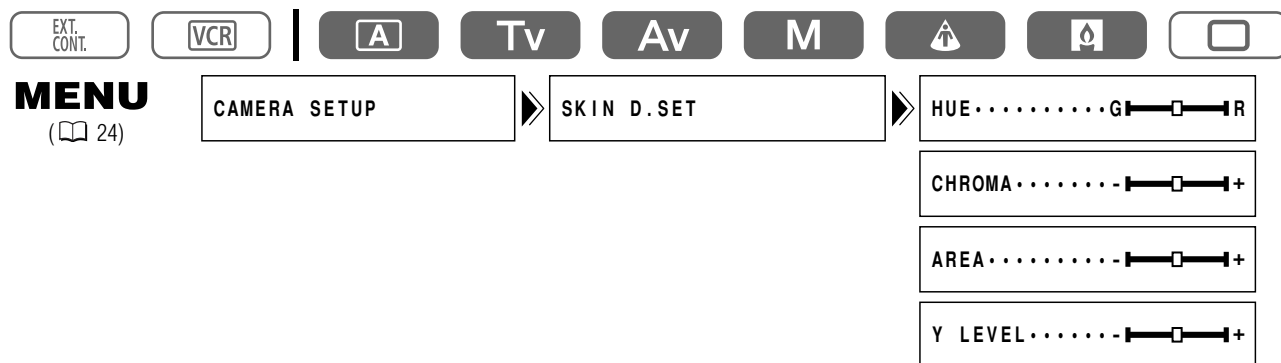 EXT. CONT. VCR A Tv Av M
MENU CAMERA SETUP SKIN D.SET HUE··········G R
( 24)
CHROMA·······- +
AREA·········- +
Y LEVEL······- +